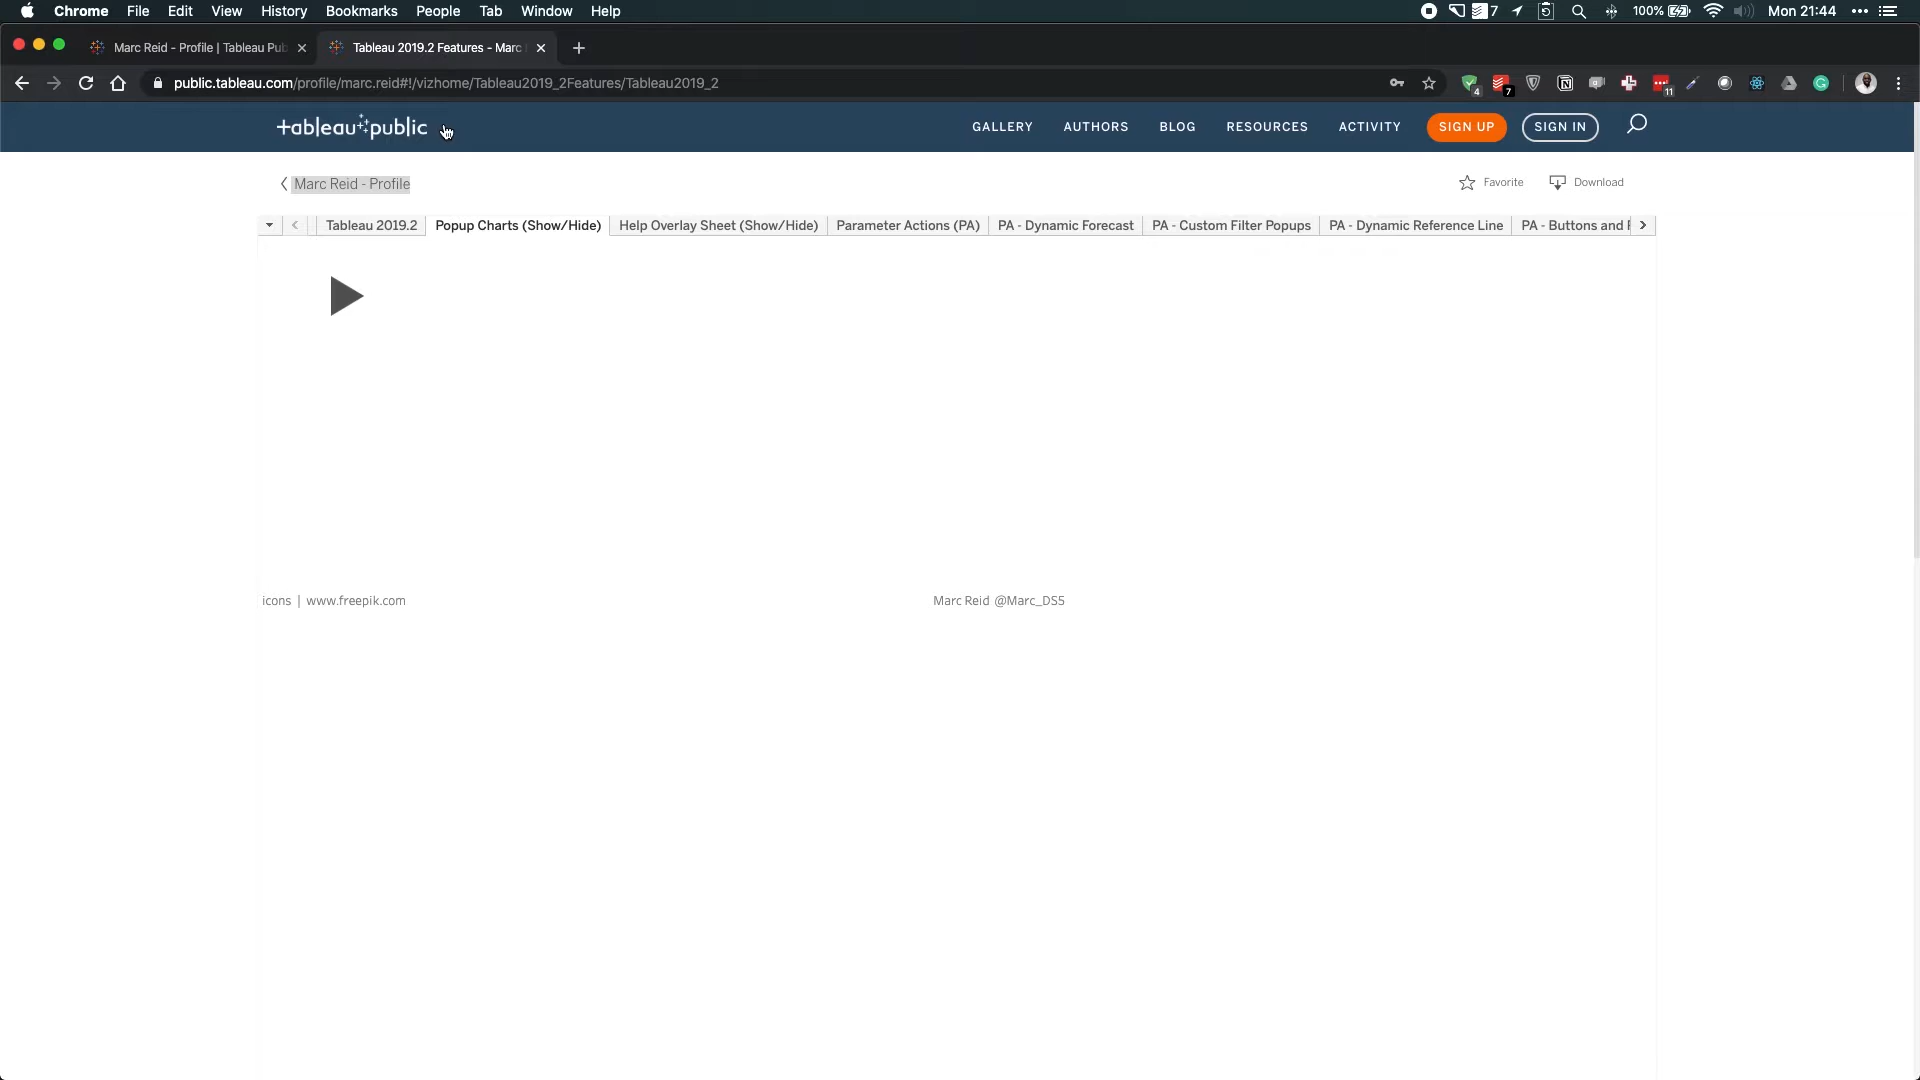 Chrome File Edit View History Bookmarks People Tab Window Help
7
100%
Mon 21:44
Marc Reid - Profile | Tableau Pub
Tableau 2019.2 Features - Marc
public.tableau.com/profile/marc.reid#!/vizhome/Tableau2019_2Features/Tableau2019_2
4
7
11
+ableau public
GALLERY AUTHORS BLOG RESOURCES ACTIVITY SIGN UP SIGN IN
Marc Reid - Profile
Favorite Download
Tableau 2019.2 Popup Charts (Show/Hide) Help Overlay Sheet (Show/Hide) Parameter Actions (PA) PA - Dynamic Forecast PA - Custom Filter Popups PA - Dynamic Reference Line PA - Buttons and
icons | www.freepik.com
Marc Reid @Marc_DS5